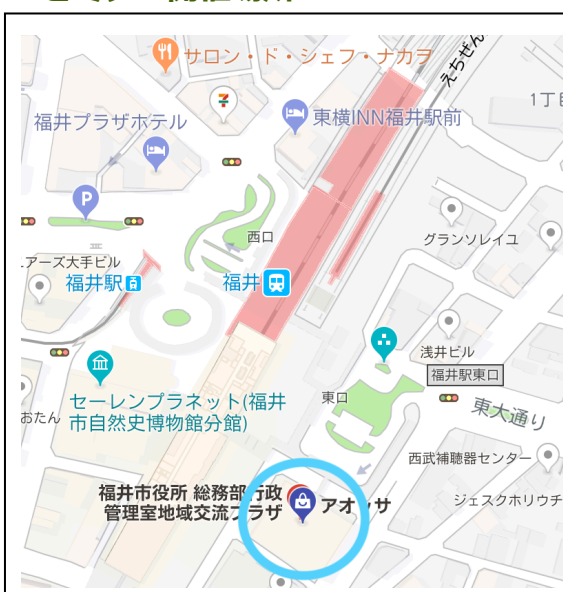 サロン・ド・シェフ・ナカヲ
えちぜん
1丁目
福井プラザホテル
東横INN福井駅前
P
西口
グランソレイユ
ニアーズ大手ビル
福井駅
福井
浅井ビル
福井駅東口
セーレンプラネット(福井
市自然史博物館分館)
おたん
東口
東大通り
西武補聴器センター
福井市役所 総務部行政
管理室地域交流プラザ
アオッサ
ジェスクホリウチ